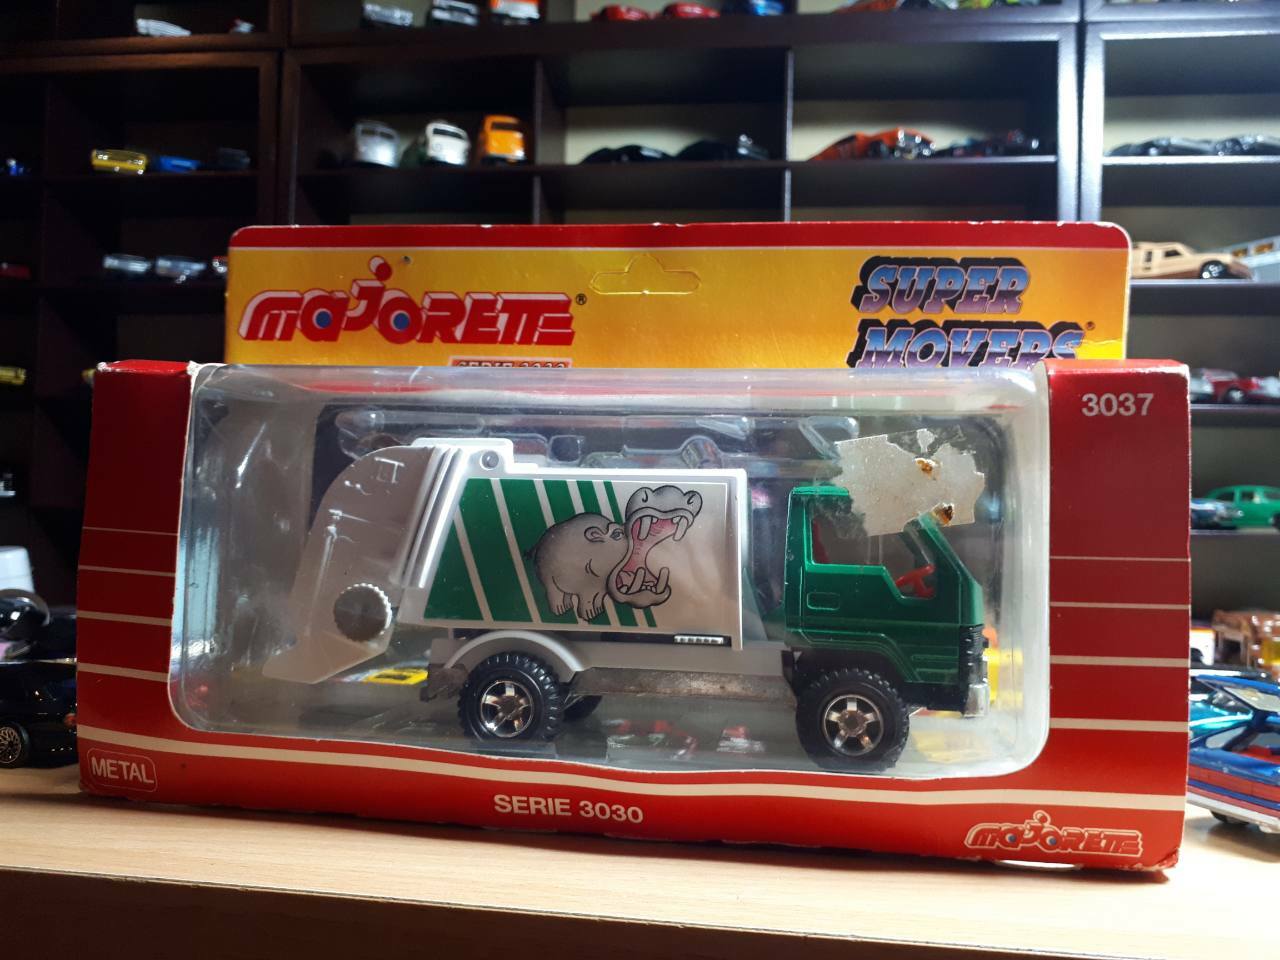 MAJORETTE®
SUPER
MOVERS®
3037
METAL
SERIE 3030
MAJORETTE